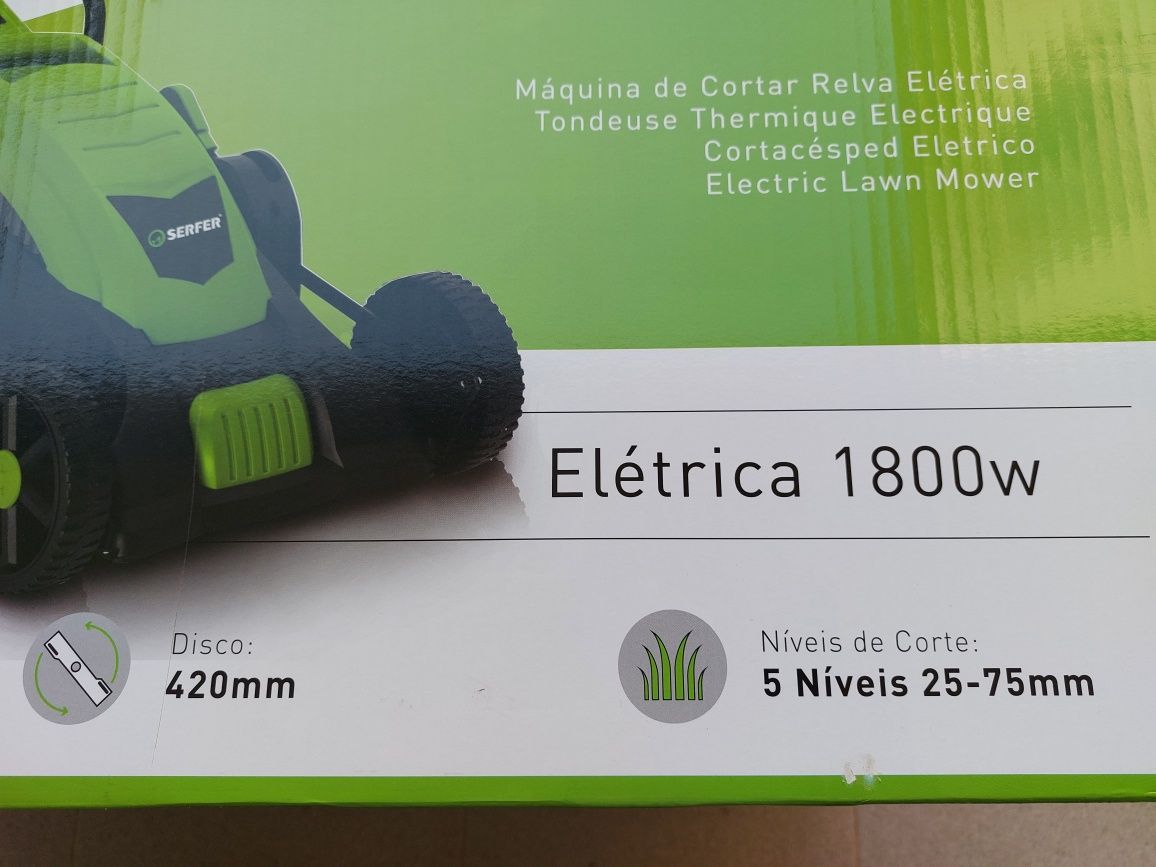 Máquina de Cortar Relva Elétrica
Tondeuse Thermique Electrique
Cortacésped Eletrico
Electric Lawn Mower
SERFER
Elétrica 1800w
Disco:
420mm
Níveis de Corte:
5 Níveis 25-75mm